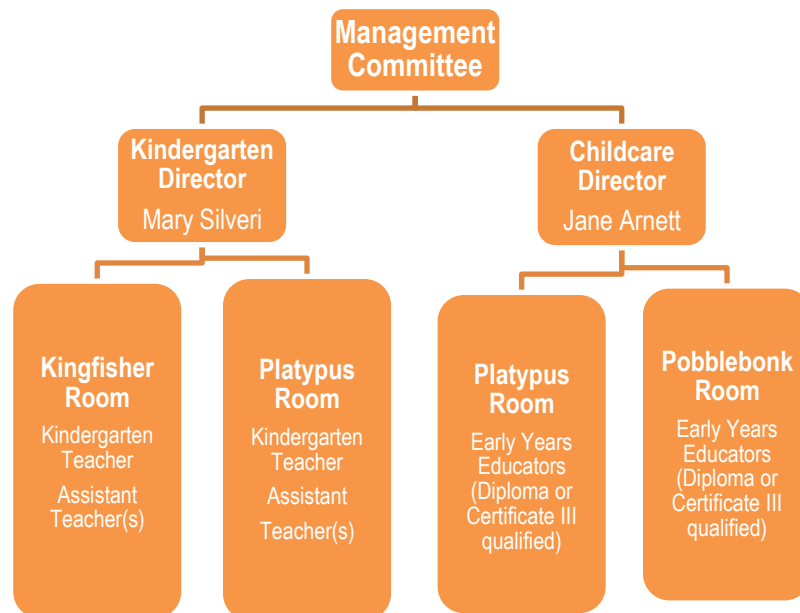 Management
Committee
Kindergarten
Director
Mary Silveri
Childcare
Director
Jane Arnett
Kingfisher
Room
Kindergarten
Teacher
Assistant
Teacher(s)
Platypus
Room
Kindergarten
Teacher
Assistant
Teacher(s)
Platypus
Room
Early Years
Educators
(Diploma or
Certificate III
qualified)
Pobblebonk
Room
Early Years
Educators
(Diploma or
Certificate III
qualified)